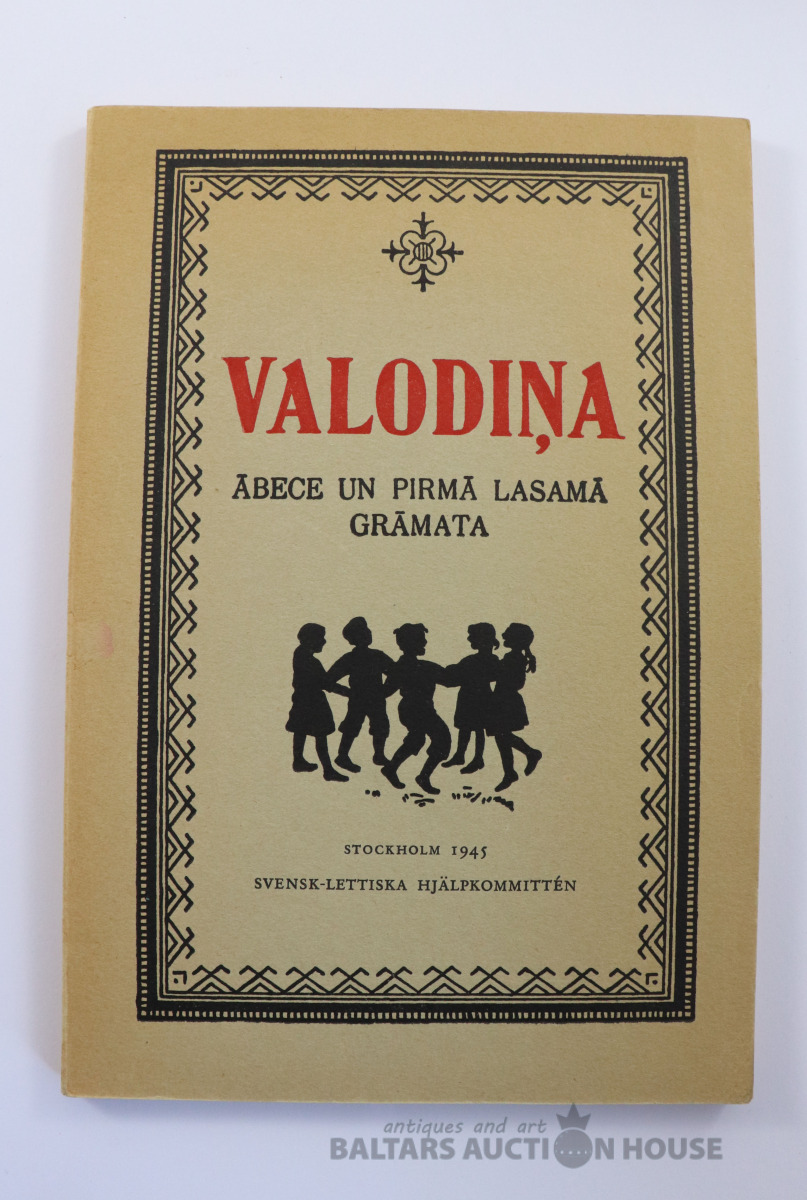 VALODIŅA
ĀBECE UN PIRMĀ LASAMĀ
GRĀMATA
STOCKHOLM 1945
SVENSK-LETTISKA HJÄLPKOMMITTÉN
antiques and art
BALTARS AUCTION HOUSE